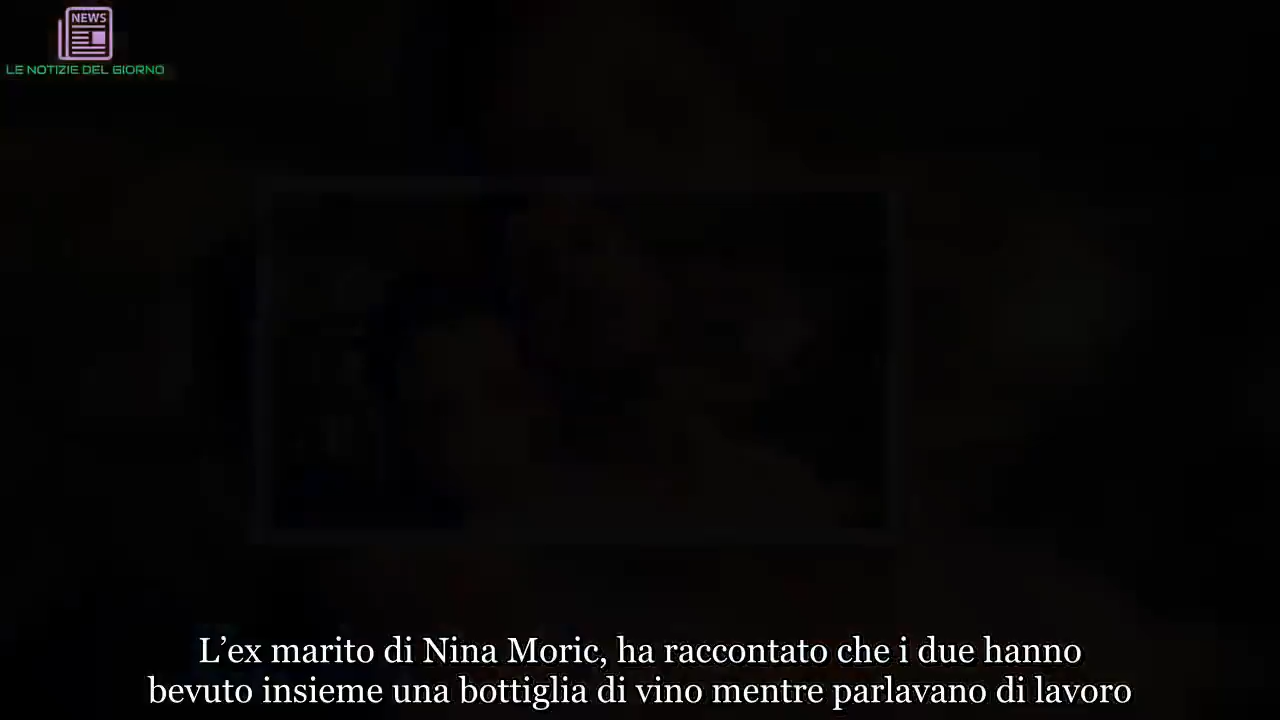 NEWS
LE NOTIZIE DEL GIORNO
L’ex marito di Nina Moric, ha raccontato che i due hanno
bevuto insieme una bottiglia di vino mentre parlavano di lavoro